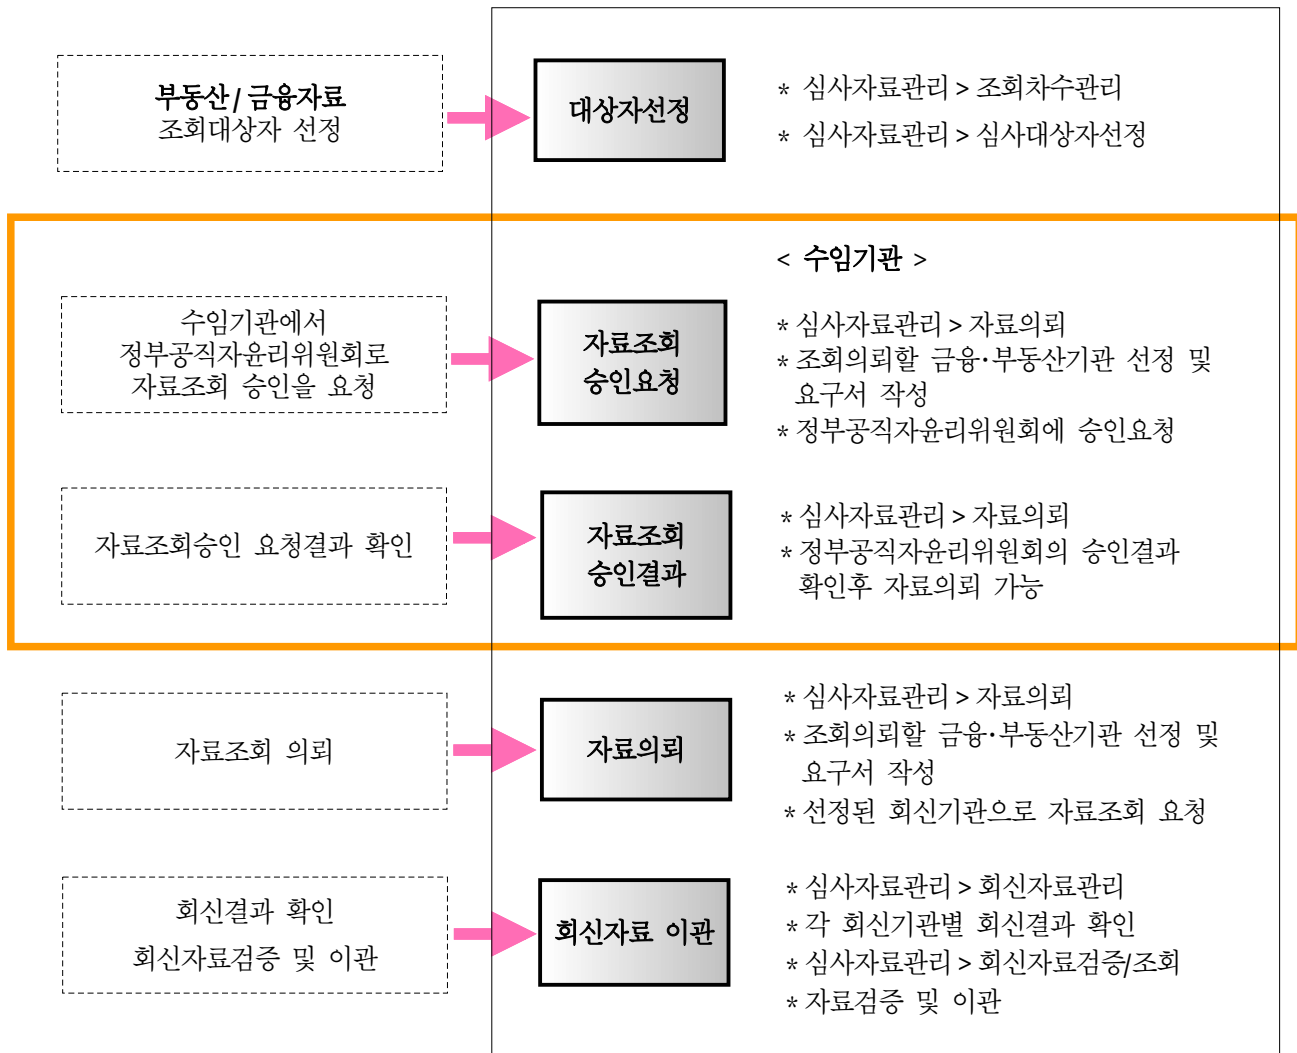 부동산 / 금융자료
조회대상자 선정
대상자선정
* 심사자료관리 > 조회차수관리
* 심사자료관리 > 심사대상자선정
< 수임기관 >
수임기관에서
정부공직자윤리위원회로
자료조회 승인을 요청
자료조회
승인요청
* 심사자료관리 > 자료의뢰
* 조회의뢰할 금융·부동산기관 선정 및
요구서 작성
* 정부공직자윤리위원회에 승인요청
자료조회승인 요청결과 확인
자료조회
승인결과
* 심사자료관리 > 자료의뢰
* 정부공직자윤리위원회의 승인결과
확인후 자료의뢰 가능
자료조회 의뢰
자료의뢰
* 심사자료관리 > 자료의뢰
* 조회의뢰할 금융·부동산기관 선정 및
요구서 작성
* 선정된 회신기관으로 자료조회 요청
회신결과 확인
회신자료검증 및 이관
회신자료 이관
* 심사자료관리 > 회신자료관리
* 각 회신기관별 회신결과 확인
* 심사자료관리 > 회신자료검증/조회
* 자료검증 및 이관